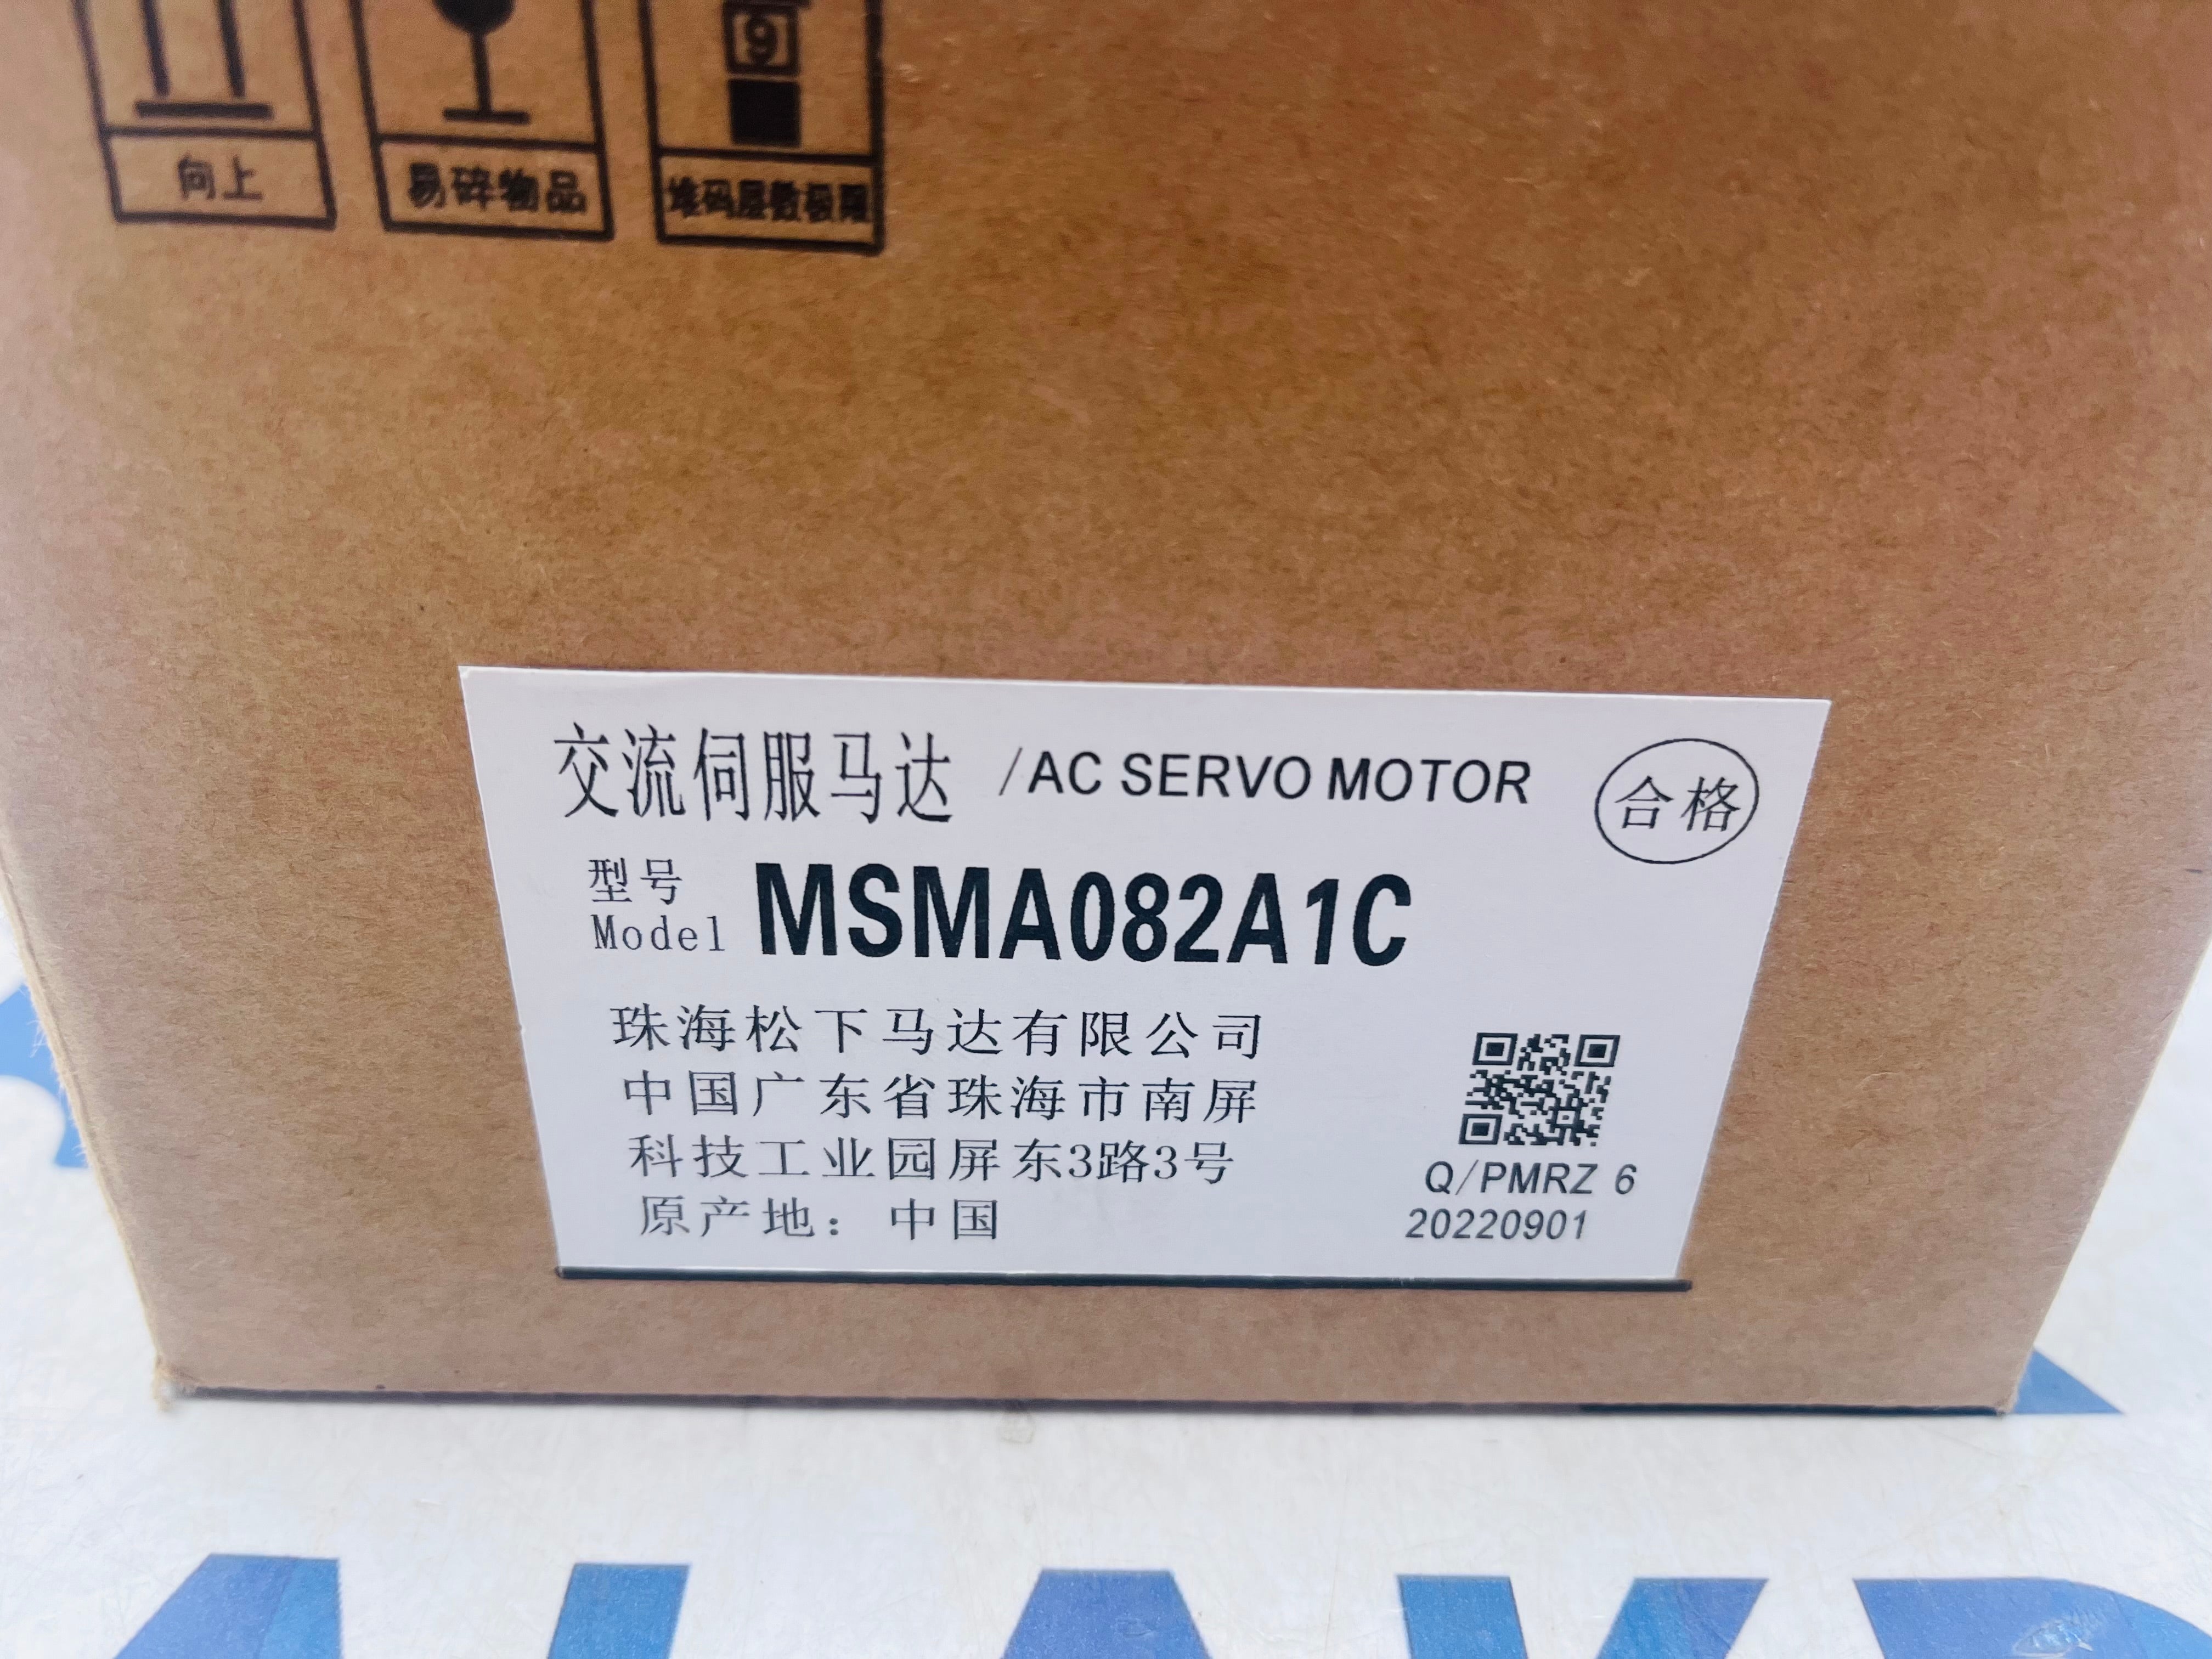 9
向上
易碎物品
堆码层数极限
交流伺服马达 /AC SERVO MOTOR
合格
型号
Model MSMA082A1C
珠海松下马达有限公司
中国广东省珠海市南屏
科技工业园屏东3路3号
原产地：中国
Q/PMRZ 6
20220901